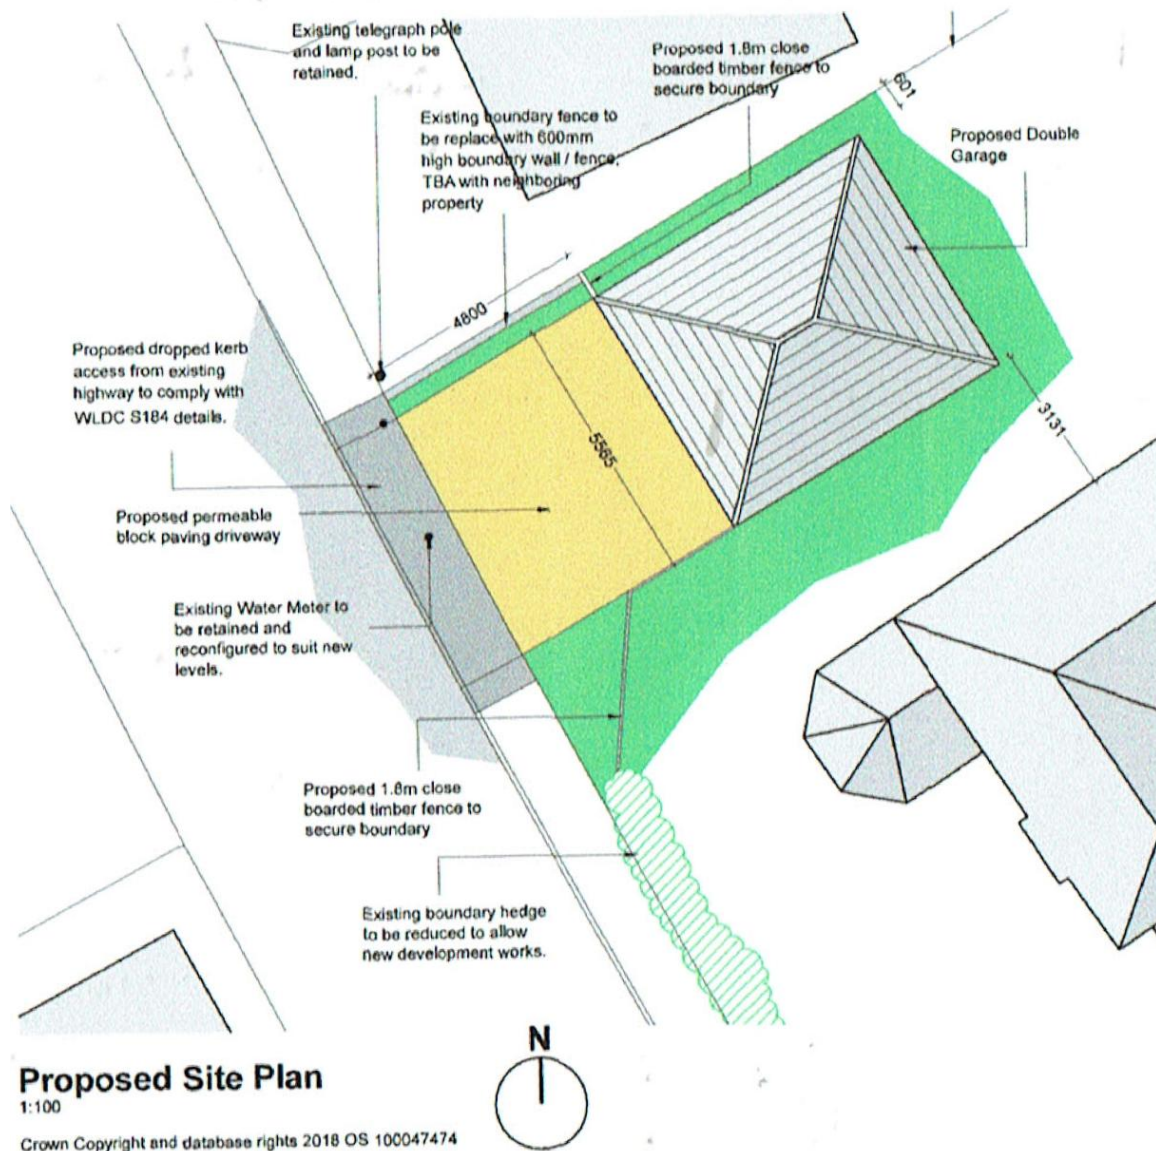 Existing telegraph pole
and lamp post to be
retained.
Proposed 1.8m close
boarded timber fence to
secure boundary
601
Existing boundary fence to
be replace with 600mm
high boundary wall / fence,
TBA with neighboring
property
Proposed Double
Garage
4800
Proposed dropped kerb
access from existing
highway to comply with
WLDC S184 details.
5565
3131
Proposed permeable
block paving driveway
Existing Water Meter to
be retained and
reconfigured to suit new
levels.
Proposed 1.8m close
boarded timber fence to
secure boundary
Existing boundary hedge
to be reduced to allow
new development works.
N
Proposed Site Plan
1:100
Crown Copyright and database rights 2018 OS 100047474